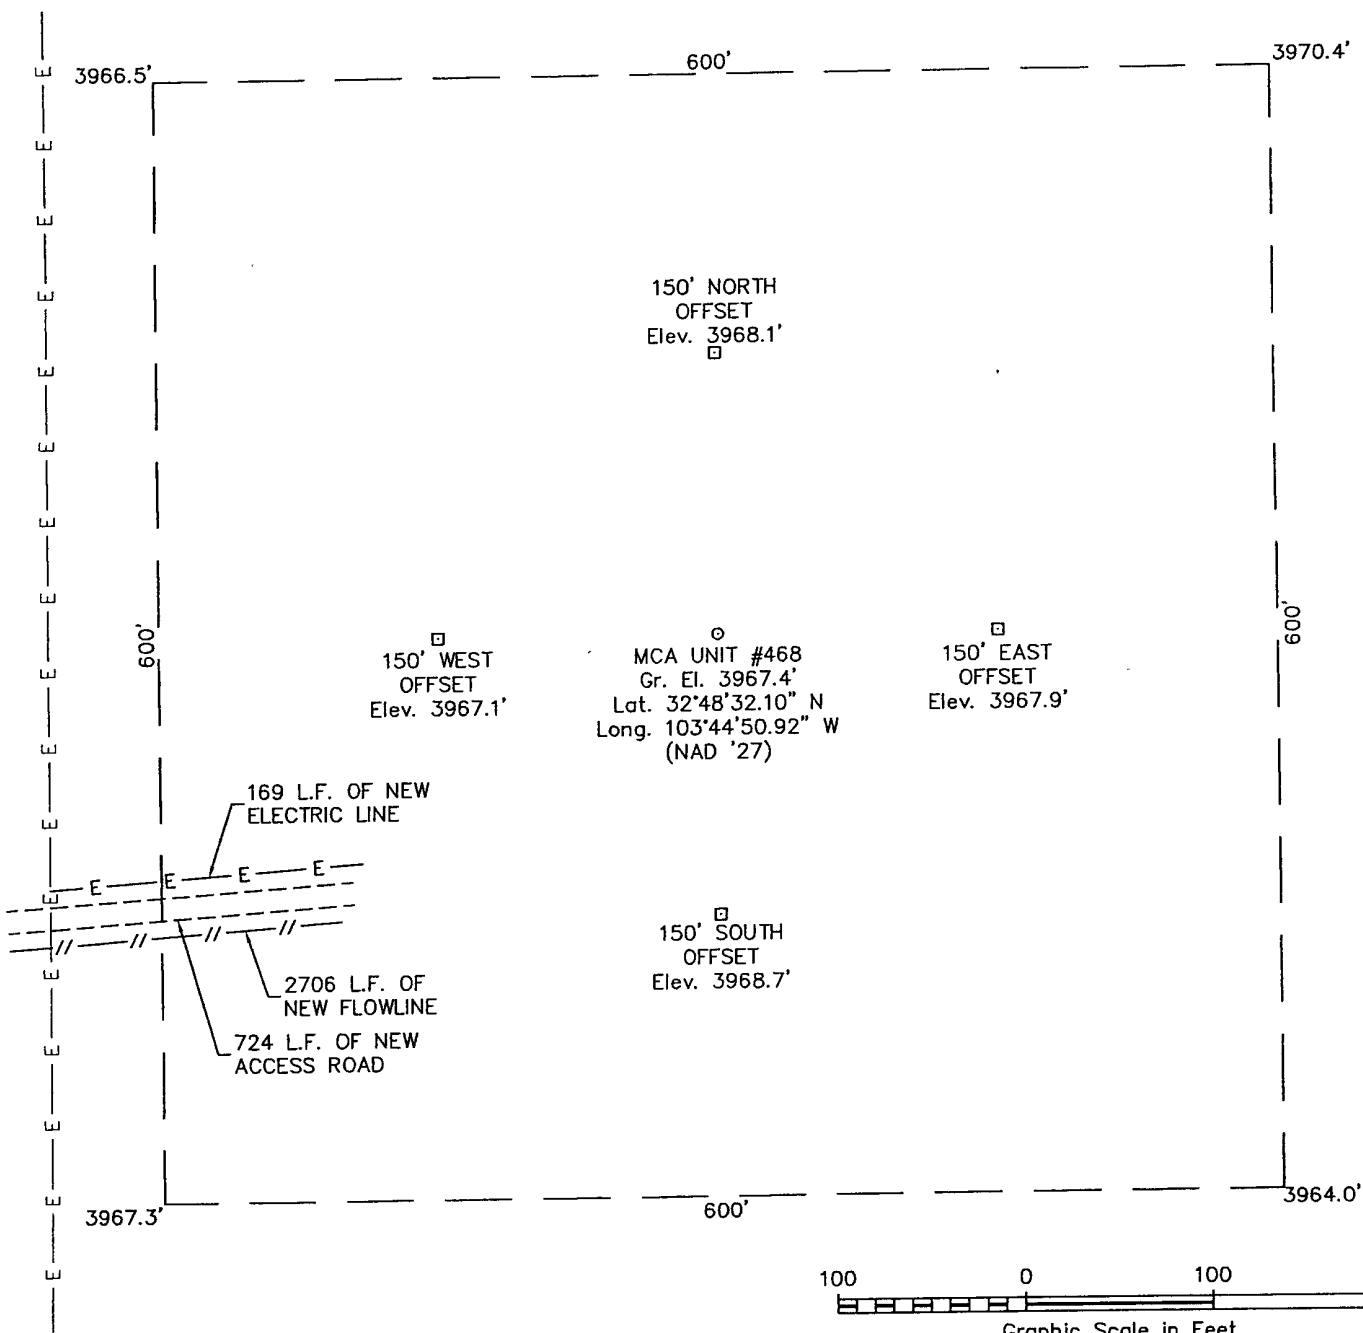 3966.5'
600'
3970.4'
150' NORTH
OFFSET
Elev. 3968.1'
600'
150' WEST
OFFSET
Elev. 3967.1'
MCA UNIT #468
Gr. El. 3967.4'
Lat. 32°48'32.10" N
Long. 103°44'50.92" W
(NAD '27)
150' EAST
OFFSET
Elev. 3967.9'
600'
169 L.F. OF NEW
ELECTRIC LINE
E E E E
150' SOUTH
OFFSET
Elev. 3968.7'
2706 L.F. OF
NEW FLOWLINE
724 L.F. OF NEW
ACCESS ROAD
3967.3'
600'
3964.0'
E E E E E E E E E E E E E E E E E
100 0 100
Graphic Scale in Feet